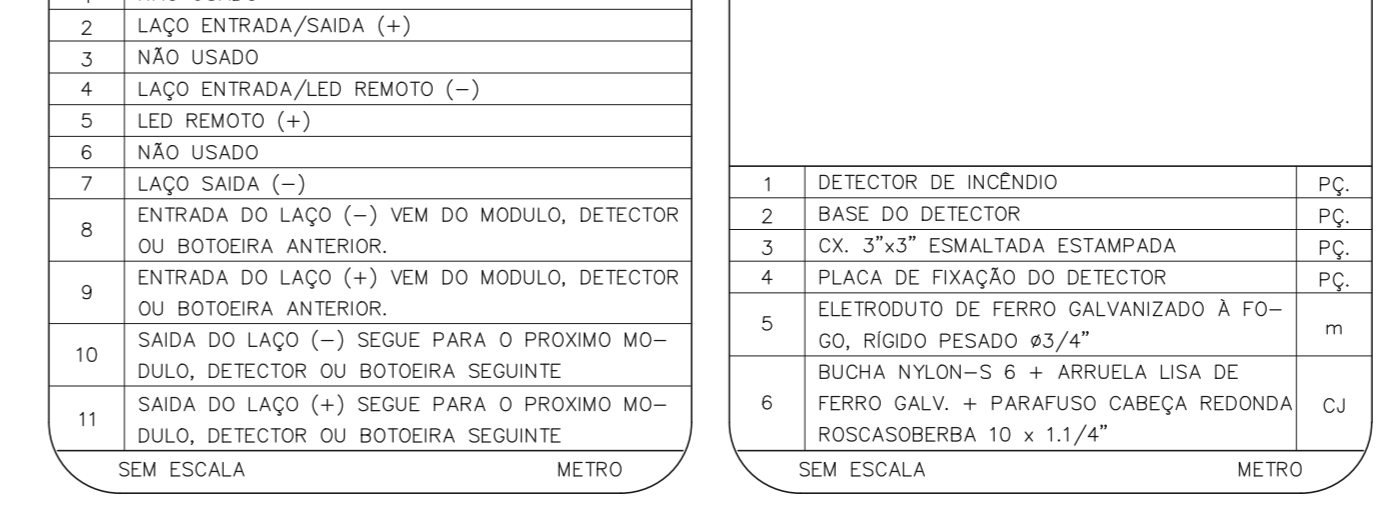 2 LAÇO ENTRADA/SAIDA (+)
3 NÃO USADO
4 LAÇO ENTRADA/LED REMOTO (−)
5 LED REMOTO (+)
6 NÃO USADO
7 LAÇO SAIDA (−)
8 ENTRADA DO LAÇO (−) VEM DO MODULO, DETECTOR
OU BOTOEIRA ANTERIOR.
9 ENTRADA DO LAÇO (+) VEM DO MODULO, DETECTOR
OU BOTOEIRA ANTERIOR.
10 SAIDA DO LAÇO (−) SEGUE PARA O PROXIMO MO−
DULO, DETECTOR OU BOTOEIRA SEGUINTE
11 SAIDA DO LAÇO (+) SEGUE PARA O PROXIMO MO−
DULO, DETECTOR OU BOTOEIRA SEGUINTE
SEM ESCALA METRO
1 DETECTOR DE INCÊNDIO PÇ.
2 BASE DO DETECTOR PÇ.
3 CX. 3"x3" ESMALTADA ESTAMPADA PÇ.
4 PLACA DE FIXAÇÃO DO DETECTOR PÇ.
5 ELETRODUTO DE FERRO GALVANIZADO À FO−
GO, RÍGIDO PESADO ø3/4" m
BUCHA NYLON−S 6 + ARRUELA LISA DE
6 FERRO GALV. + PARAFUSO CABEÇA REDONDA CJ
ROSCASOBERBA 10 x 1.1/4"
SEM ESCALA METRO